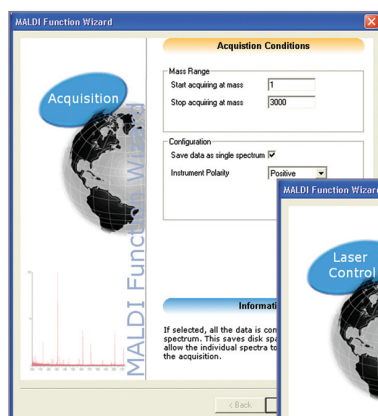 MALDI Function Wizard
Acquistion Conditions
Acquisition
MALDI Function Wizard
Mass Range
Start acquiring at mass 1
Stop acquiring at mass 3000
Configuration
Save data as single spectrum
Instrument Polarity Positive
MALDI Function Wizard
Laser
Control
Informati
If selected, all the data is con
spectrum. This saves disk spa
allow the individual spectra to
the acquisition.
< Back